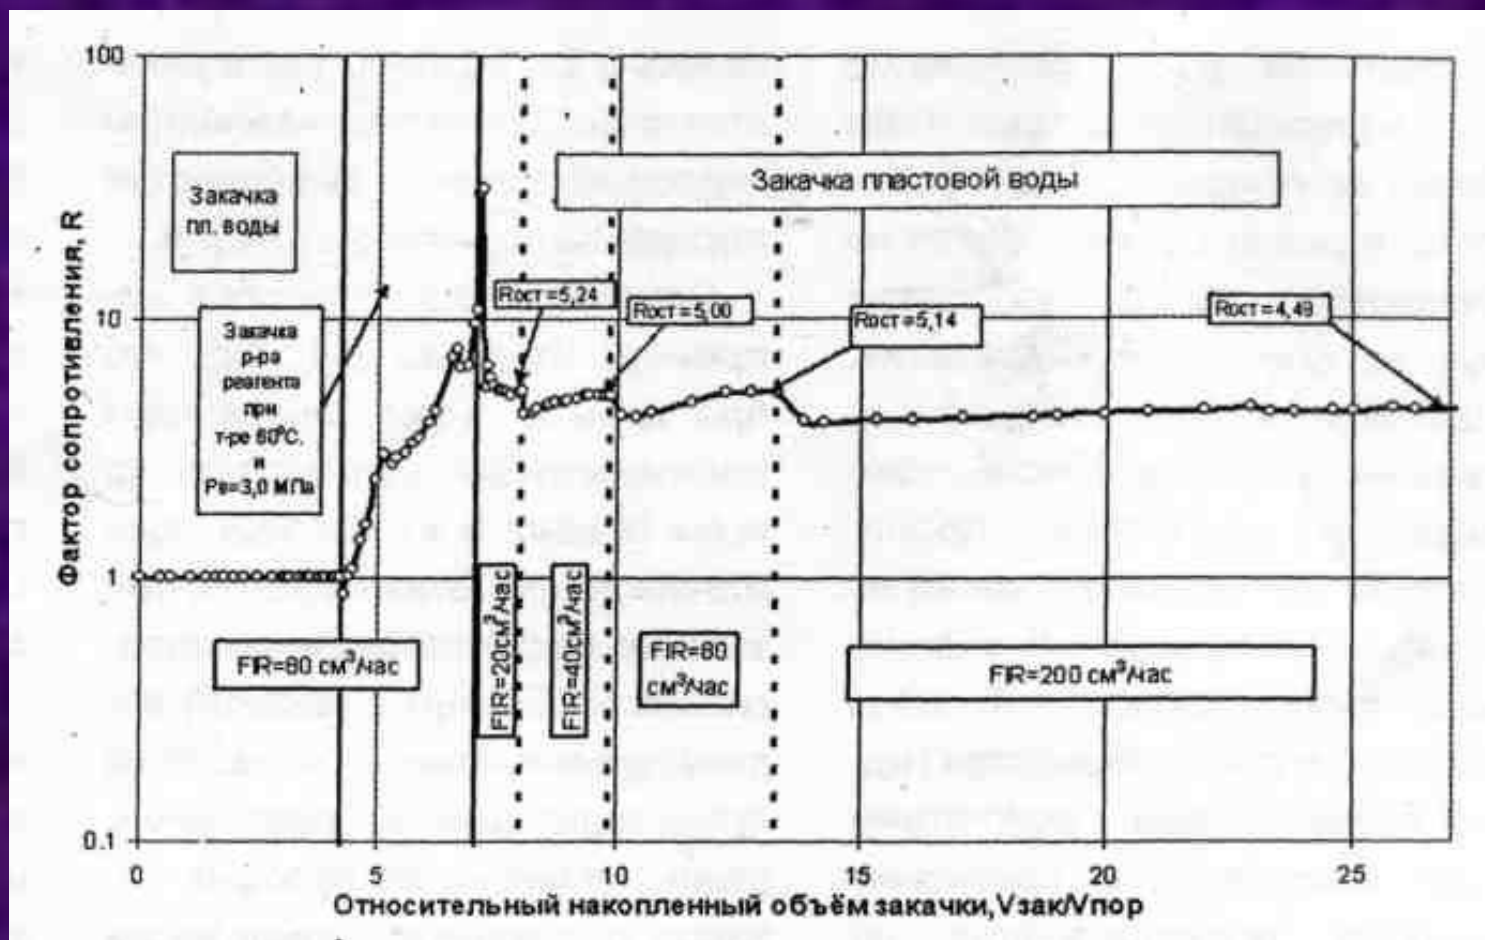 100
10
1
0.1
Фактор сопротивления, R
Закачка
пл. воды
Закачка
р-ра
реагента
при
т-ре 60⁰С.
и
Рв=3,0 МПа
Закачка пластовой воды
Rост=5,24
Rост=5,00
Rост=5,14
Rост=4,49
FIR=80 см³/час
FIR=20см³/час
FIR=40см³/час
FIR=80
см³/час
FIR=200 см³/час
0 5 10 15 20 25
Относительный накопленный объём закачки,Vзак/Vпор